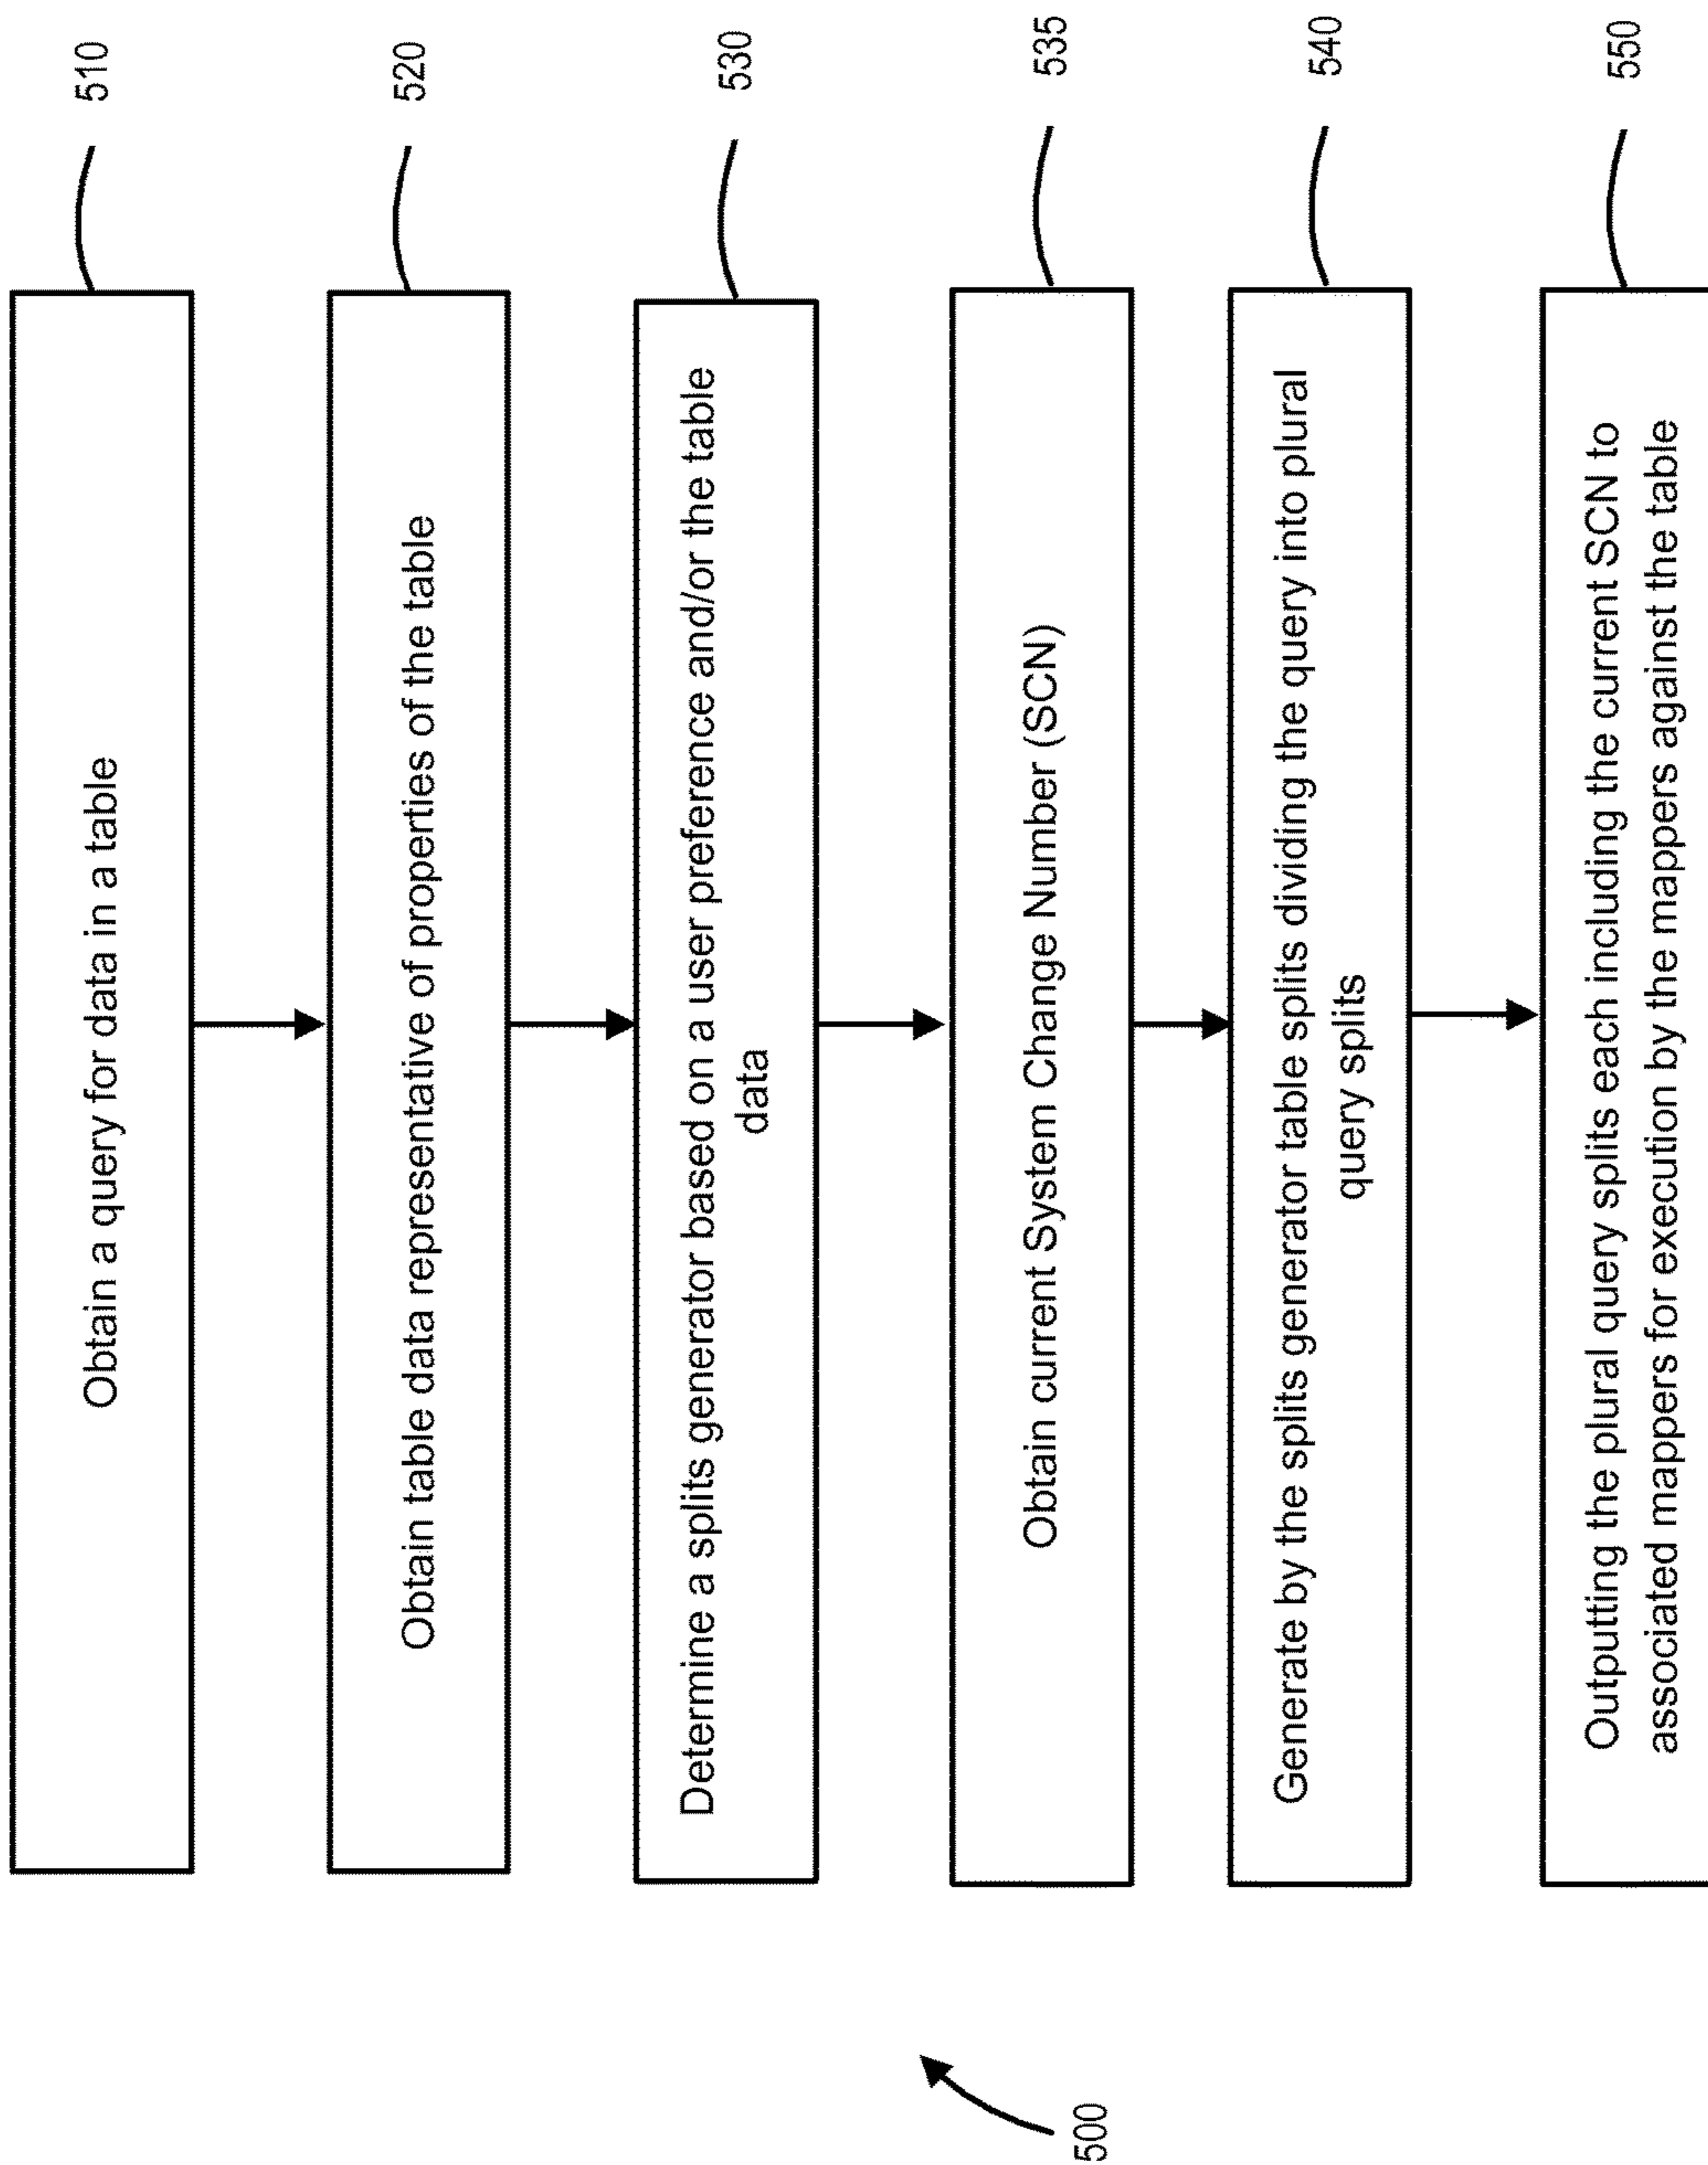 Obtain a query for data in a table
510
Obtain table data representative of properties of the table
520
Determine a splits generator based on a user preference and/or the table
data
530
Obtain current System Change Number (SCN)
535
Generate by the splits generator table splits dividing the query into plural
query splits
540
Outputting the plural query splits each including the current SCN to
associated mappers for execution by the mappers against the table
550
500